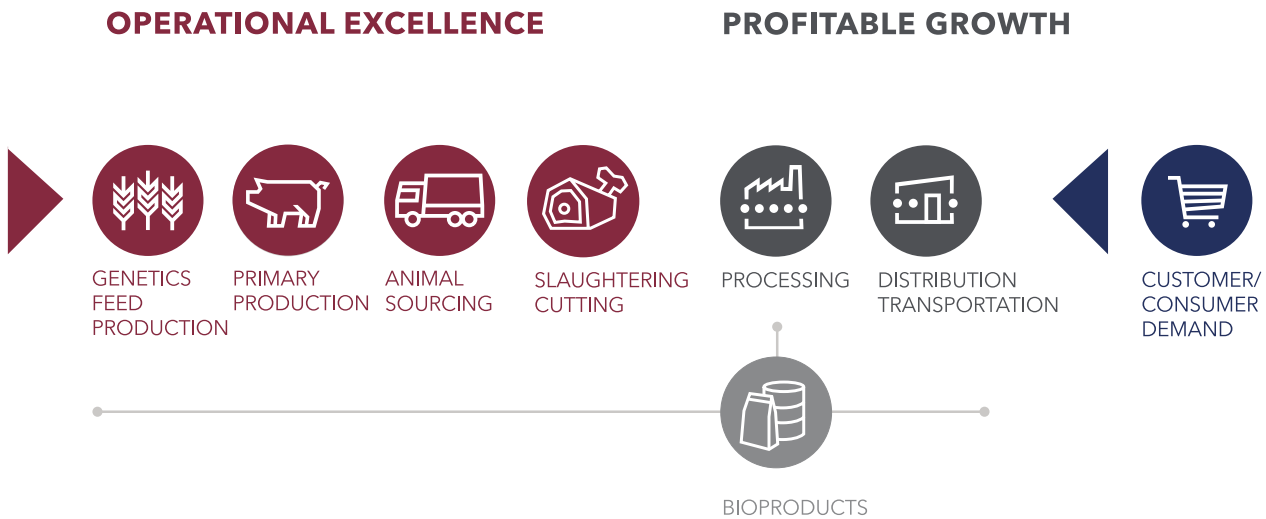 OPERATIONAL EXCELLENCE
PROFITABLE GROWTH
GENETICS
FEED
PRODUCTION
PRIMARY
PRODUCTION
ANIMAL
SOURCING
SLAUGHTERING
CUTTING
PROCESSING
DISTRIBUTION
TRANSPORTATION
CUSTOMER/
CONSUMER
DEMAND
BIOPRODUCTS